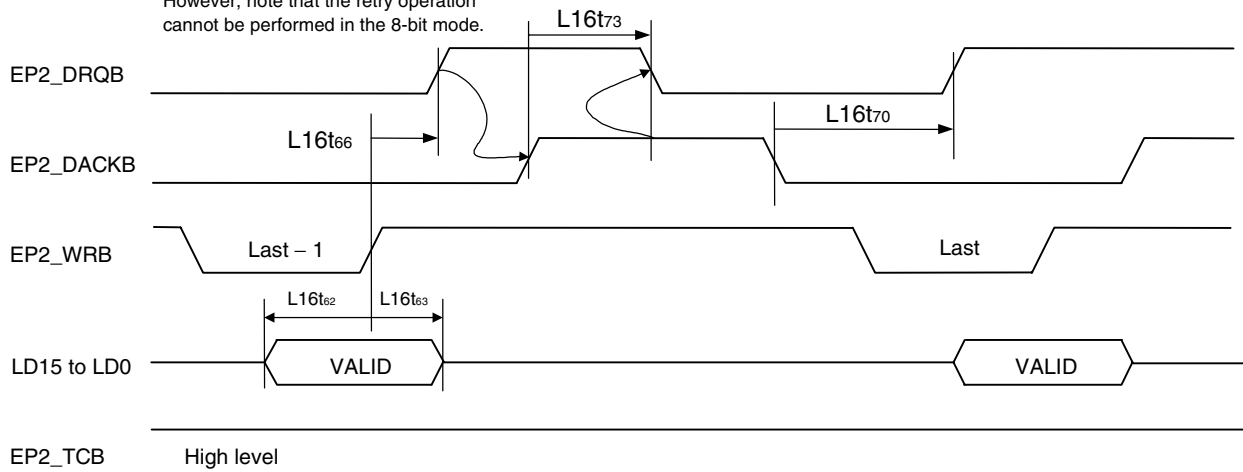 However, note that the retry operation
cannot be performed in the 8-bit mode.
L16t73
EP2_DRQB
L16t66
L16t70
EP2_DACKB
EP2_WRB
Last – 1
Last
L16t62
L16t63
LD15 to LD0
VALID
VALID
EP2_TCB
High level